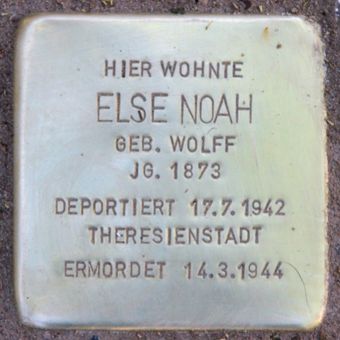 HIER WOHNTE
ELSE NOAH
GEB. WOLFF
JG. 1873
DEPORTIERT 17.7.1942
THERESIENSTADT
ERMORDET 14.3.1944